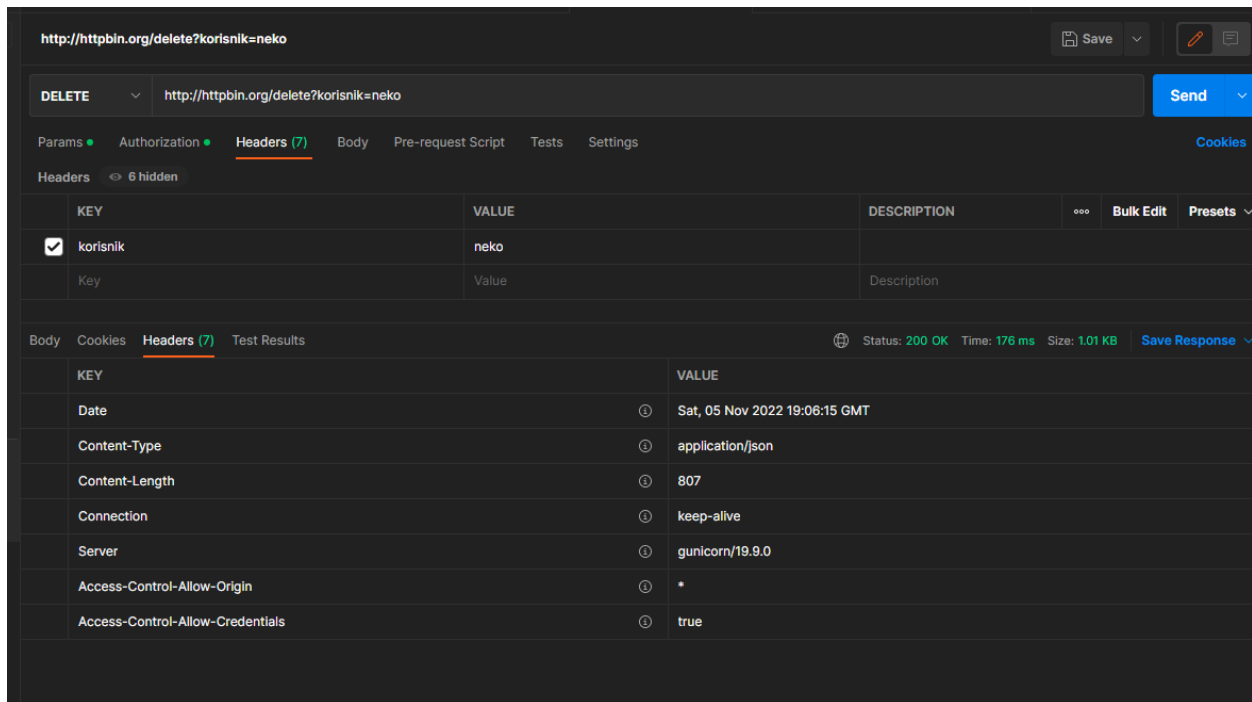 http://httpbin.org/delete?korisnik=neko Save
DELETE http://httpbin.org/delete?korisnik=neko Send
Params Authorization Headers (7) Body Pre-request Script Tests Settings Cookies
Headers 6 hidden
KEY VALUE DESCRIPTION ooo Bulk Edit Presets
korisnik neko
Key Value Description
Body Cookies Headers (7) Test Results Status: 200 OK Time: 176 ms Size: 1.01 KB Save Response
KEY VALUE
Date Sat, 05 Nov 2022 19:06:15 GMT
Content-Type application/json
Content-Length 807
Connection keep-alive
Server gunicorn/19.9.0
Access-Control-Allow-Origin *
Access-Control-Allow-Credentials true